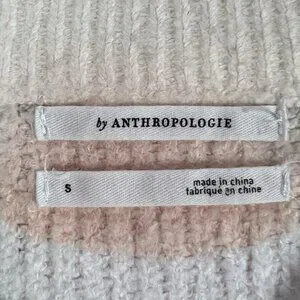 by ANTHROPOLOGIE
S
made in china
fabriqué en chine